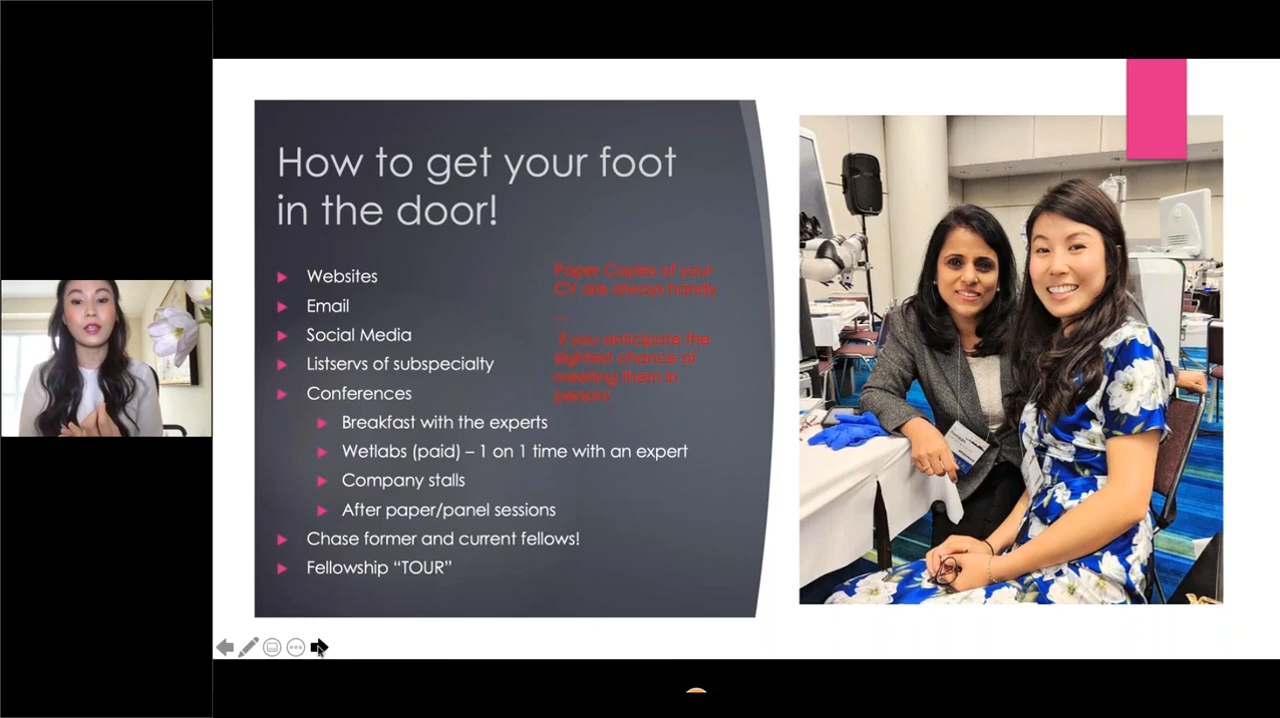 How to get your foot
in the door!
Websites
Email
Social Media
Listservs of subspecialty
Conferences
Breakfast with the experts
Wetlabs (paid) – 1 on 1 time with an expert
Company stalls
After paper/panel sessions
Chase former and current fellows!
Fellowship “TOUR”
Paper Copies of your
CV are always handy
...
If you anticipate the
slightest chance of
meeting them in
person!